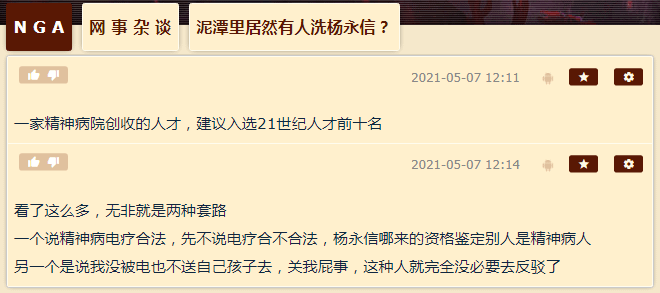 NGA 网事杂谈 泥潭里居然有人洗杨永信？
2021-05-07 12:11
一家精神病院创收的人才，建议入选21世纪人才前十名
2021-05-07 12:14
看了这么多，无非就是两种套路
一个说精神病电疗合法，先不说电疗合不合法，杨永信哪来的资格鉴定别人是精神病人
另一个是说我没被电也不送自己孩子去，关我屁事，这种人就完全没必要去反驳了